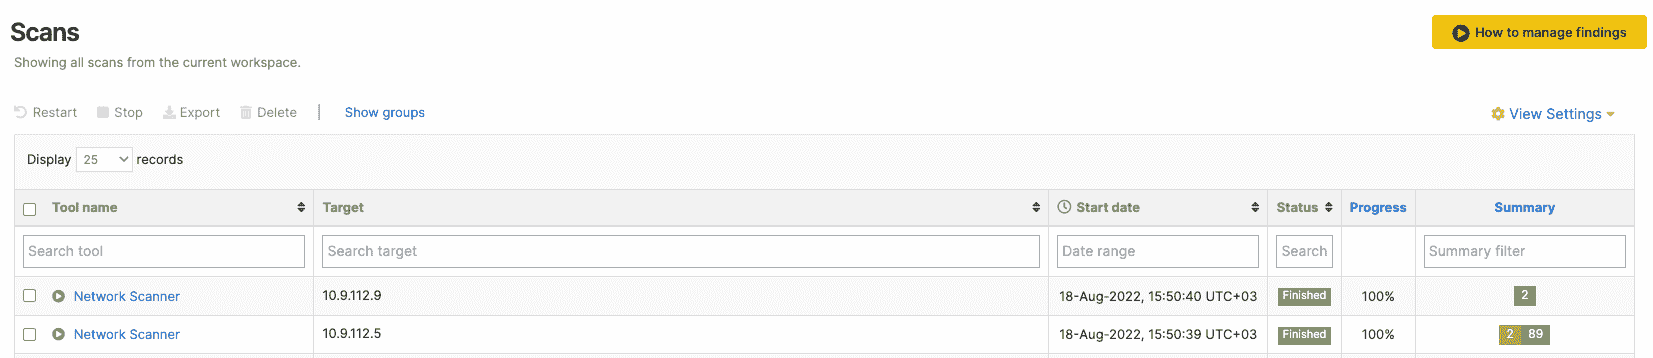 Scans
How to manage findings
Showing all scans from the current workspace.
Restart Stop Export Delete | Show groups View Settings
Display 25 records
Tool name Target Start date Status Progress Summary
Search tool Search target Date range Search Summary filter
Network Scanner 10.9.112.9 18-Aug-2022, 15:50:40 UTC+03 Finished 100% 2
Network Scanner 10.9.112.5 18-Aug-2022, 15:50:39 UTC+03 Finished 100% 2 89